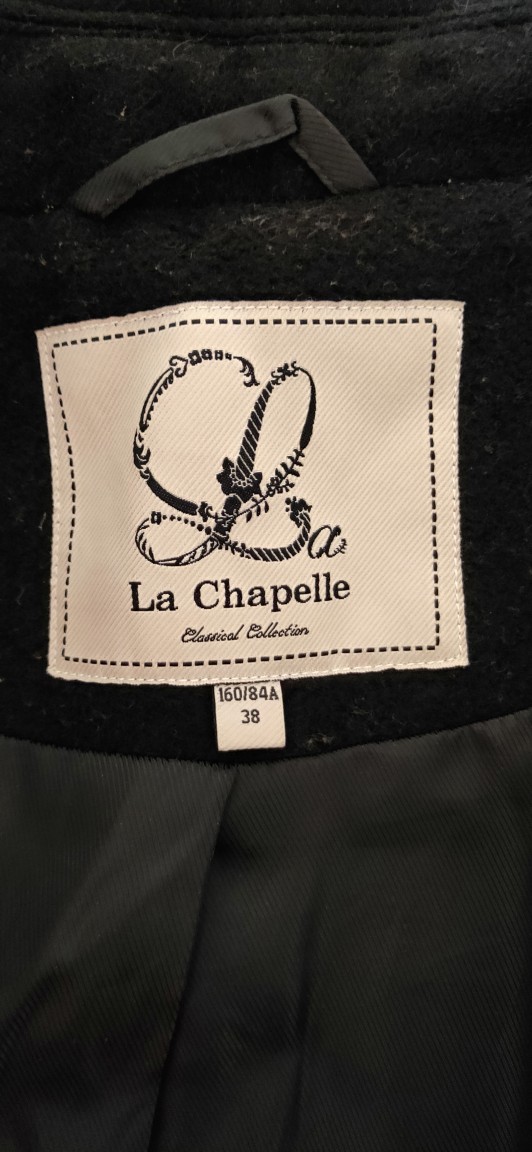 La
La Chapelle
Classical Collection
160/84A
38